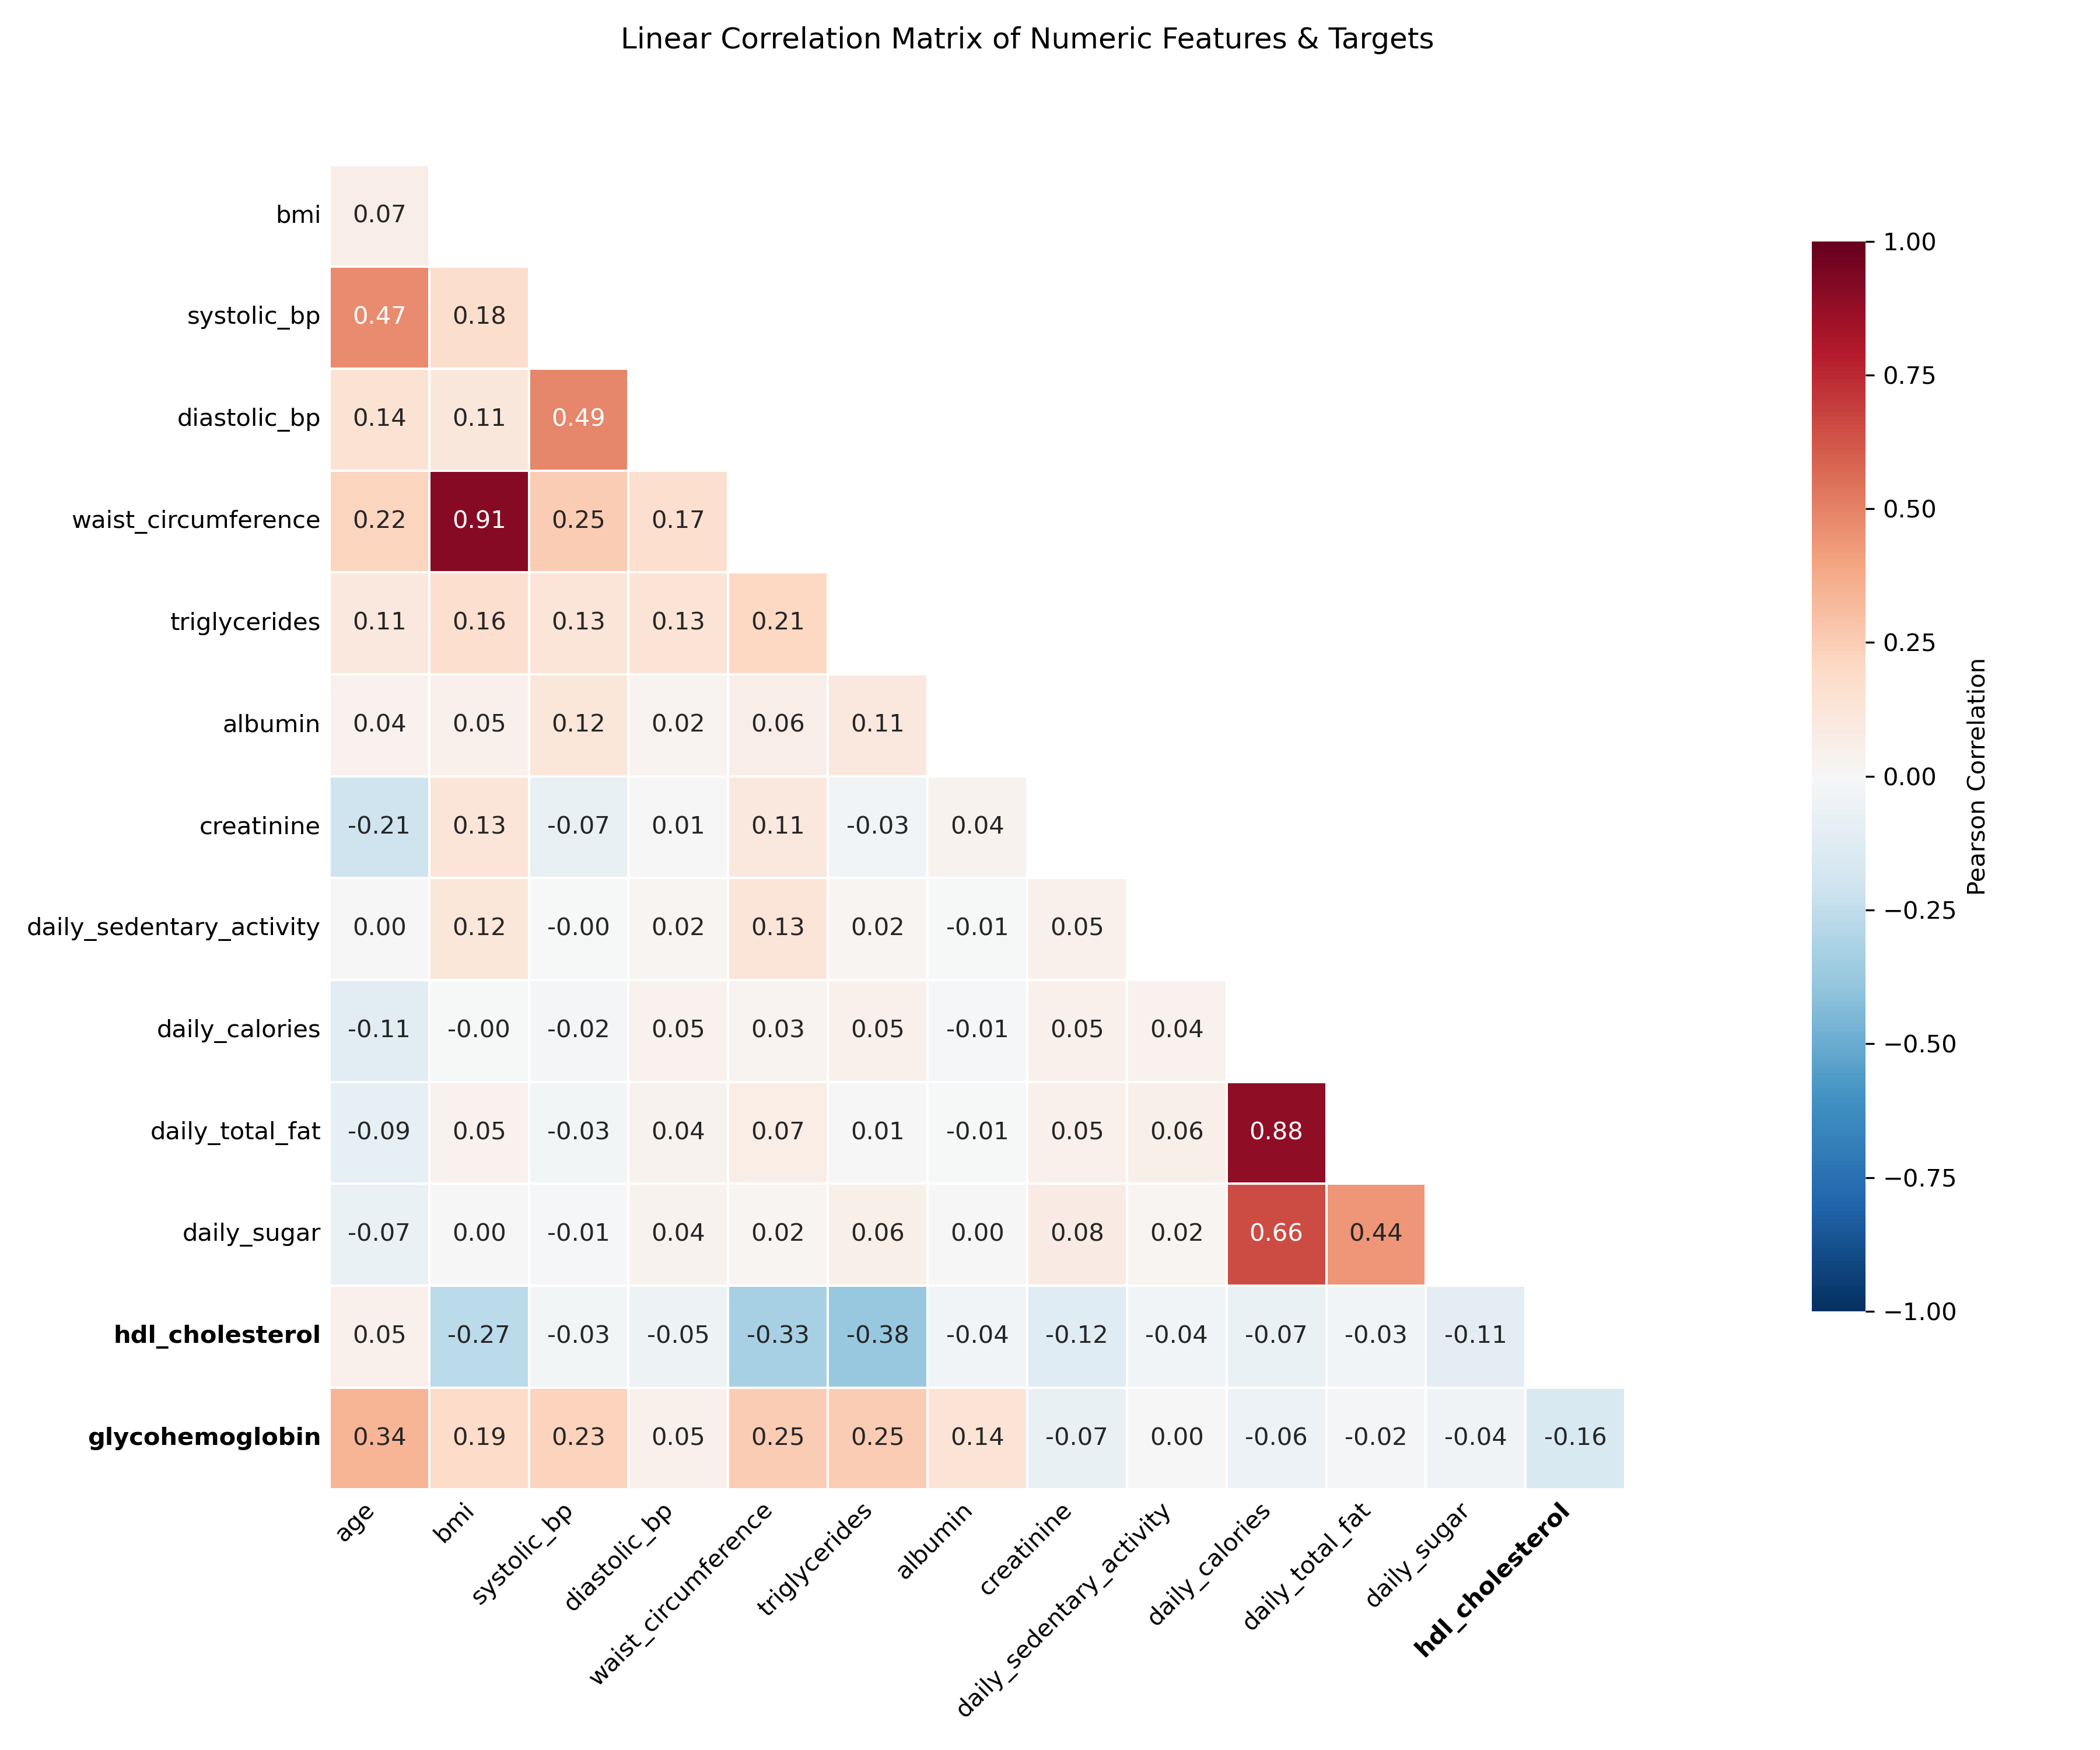 Linear Correlation Matrix of Numeric Features & Targets
bmi 0.07
systolic_bp 0.47 0.18
diastolic_bp 0.14 0.11 0.49
waist_circumference 0.22 0.91 0.25 0.17
triglycerides 0.11 0.16 0.13 0.13 0.21
albumin 0.04 0.05 0.12 0.02 0.06 0.11
creatinine -0.21 0.13 -0.07 0.01 0.11 -0.03 0.04
daily_sedentary_activity 0.00 0.12 -0.00 0.02 0.13 0.02 -0.01 0.05
daily_calories -0.11 -0.00 -0.02 0.05 0.03 0.05 -0.01 0.05 0.04
daily_total_fat -0.09 0.05 -0.03 0.04 0.07 0.01 -0.01 0.05 0.06 0.88
daily_sugar -0.07 0.00 -0.01 0.04 0.02 0.06 0.00 0.08 0.02 0.66 0.44
hdl_cholesterol 0.05 -0.27 -0.03 -0.05 -0.33 -0.38 -0.04 -0.12 -0.04 -0.07 -0.03 -0.11
glycohemoglobin 0.34 0.19 0.23 0.05 0.25 0.25 0.14 -0.07 0.00 -0.06 -0.02 -0.04 -0.16
age
bmi
systolic_bp
diastolic_bp
waist_circumference
triglycerides
albumin
creatinine
daily_sedentary_activity
daily_calories
daily_total_fat
daily_sugar
hdl_cholesterol
1.00
0.75
0.50
0.25
0.00
−0.25
−0.50
−0.75
−1.00
Pearson Correlation